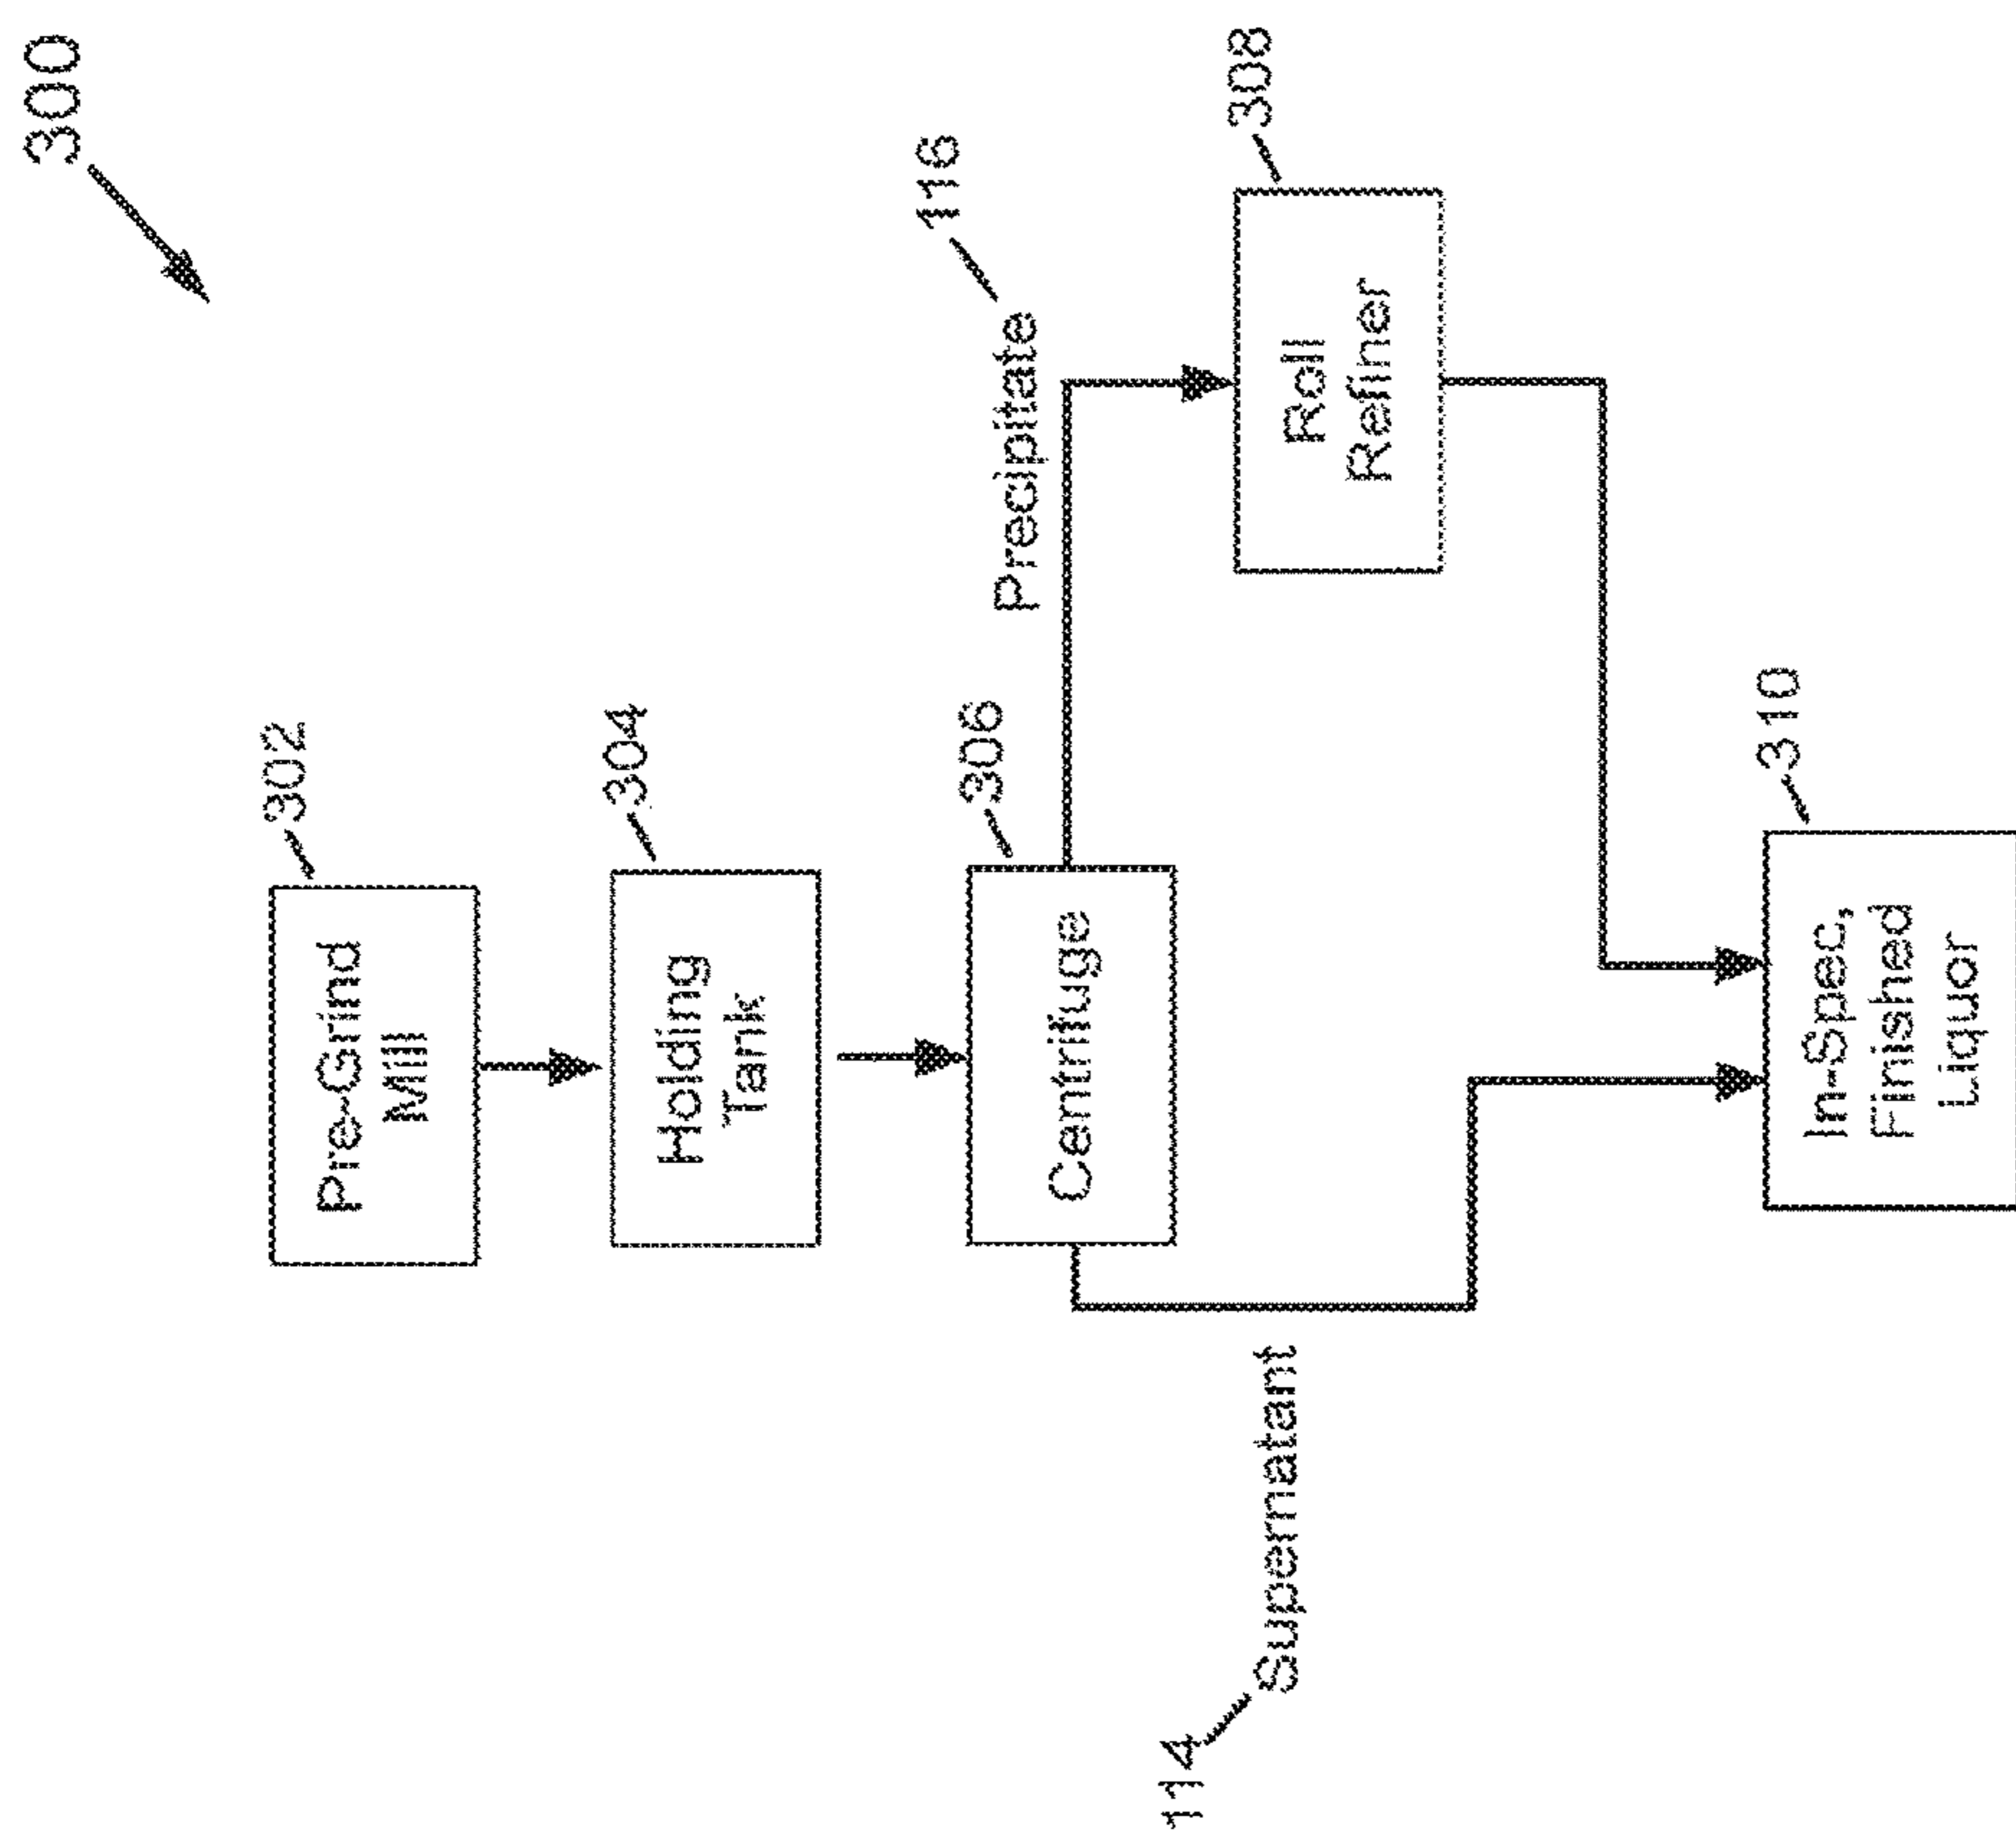 300
302
Pre-Grind
Mill
304
Holding
Tank
306
Centrifuge
116
Precipitate
308
Roll
Refiner
114
Supernatant
310
In-Spec,
Finished
Liquor